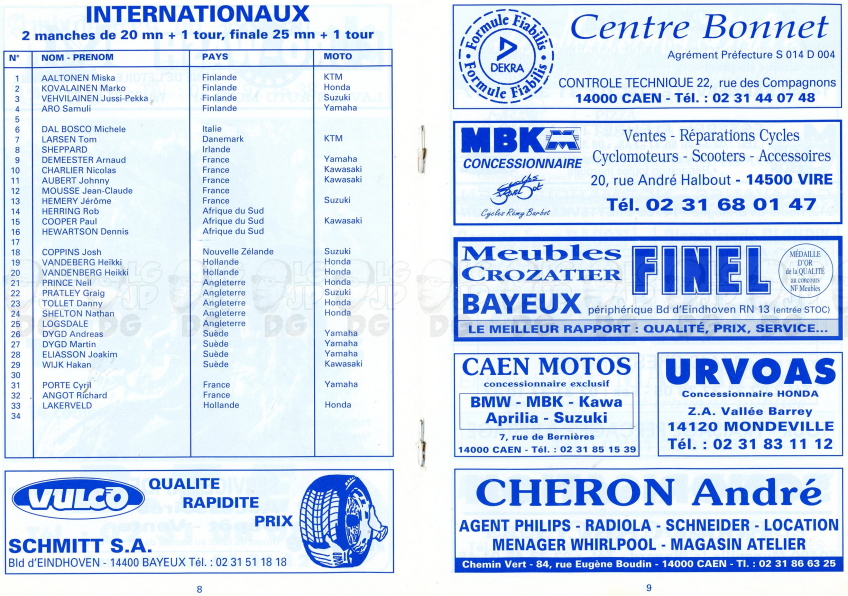 INTERNATIONAUX
2 manches de 20 mn + 1 tour, finale 25 mn + 1 tour
N° NOM - PRENOM PAYS MOTO
1 AALTONEN Miska Finlande KTM
2 KOVALAINEN Marko Finlande Honda
3 VEHVILAINEN Jussi-Pekka Finlande Suzuki
4 ARO Samuli Finlande Yamaha
5
6 DAL BOSCO Michele Italie
7 LARSEN Tom Danemark KTM
8 SHEPPARD Irlande
9 DEMEESTER Arnaud France Yamaha
10 CHARLIER Nicolas France Kawasaki
11 AUBERT Johnny France Kawasaki
12 MOUSSE Jean-Claude France
13 HEMERY Jérôme France Suzuki
14 HERRING Rob Afrique du Sud
15 COOPER Paul Afrique du Sud Kawasaki
16 HEWARTSON Dennis Afrique du Sud
17
18 COPPINS Josh Nouvelle Zélande Suzuki
19 VANDEBERG Heïkki Hollande Honda
20 VANDENBERG Heikki Hollande Honda
21 PRINCE Neil Angleterre Honda
22 PRATLEY Craig Angleterre Suzuki
23 TOLLET Danny Angleterre Honda
24 SHELTON Nathan Angleterre Honda
25 LOGSDALE Angleterre
26 DYGD Andreas Suède Yamaha
27 DYGD Martin Suède Yamaha
28 ELIASSON Joakim Suède Yamaha
29 WIJK Hakan Suède Kawasaki
30
31 PORTE Cyril France Yamaha
32 ANGOT Richard France
33 LAKERVELD Hollande Honda
34
VULCO
QUALITE
RAPIDITE
PRIX
SCHMITT S.A.
Bld d'EINDHOVEN - 14400 BAYEUX Tél. : 02 31 51 18 18
8
Formule Fiabilis
DEKRA
Formule Fiabilis
Centre Bonnet
Agrément Préfecture S 014 D 004
CONTROLE TECHNIQUE 22, rue des Compagnons
14000 CAEN - Tél. : 02 31 44 07 48
MBK
CONCESSIONNAIRE
Cycles Rémy Barbot
Ventes - Réparations Cycles
Cyclomoteurs - Scooters - Accessoires
20, rue André Halbout - 14500 VIRE
Tél. 02 31 68 01 47
Meubles
CROZATIER
FINEL
MÉDAILLE
D'OR
de la QUALITÉ
au concours
NF Meubles
BAYEUX périphérique Bd d'Eindhoven RN 13 (entrée STOC)
LE MEILLEUR RAPPORT : QUALITÉ, PRIX, SERVICE...
CAEN MOTOS
concessionnaire exclusif
BMW - MBK - Kawa
Aprilia - Suzuki
7, rue de Bernières
14000 CAEN - Tél. : 02 31 85 15 39
URVOAS
Concessionnaire HONDA
Z.A. Vallée Barrey
14120 MONDEVILLE
Tél. : 02 31 83 11 12
CHERON André
AGENT PHILIPS - RADIOLA - SCHNEIDER - LOCATION
MENAGER WHIRLPOOL - MAGASIN ATELIER
Chemin Vert - 84, rue Eugène Boudin - 14000 CAEN - Tl. : 02 31 86 63 25
9